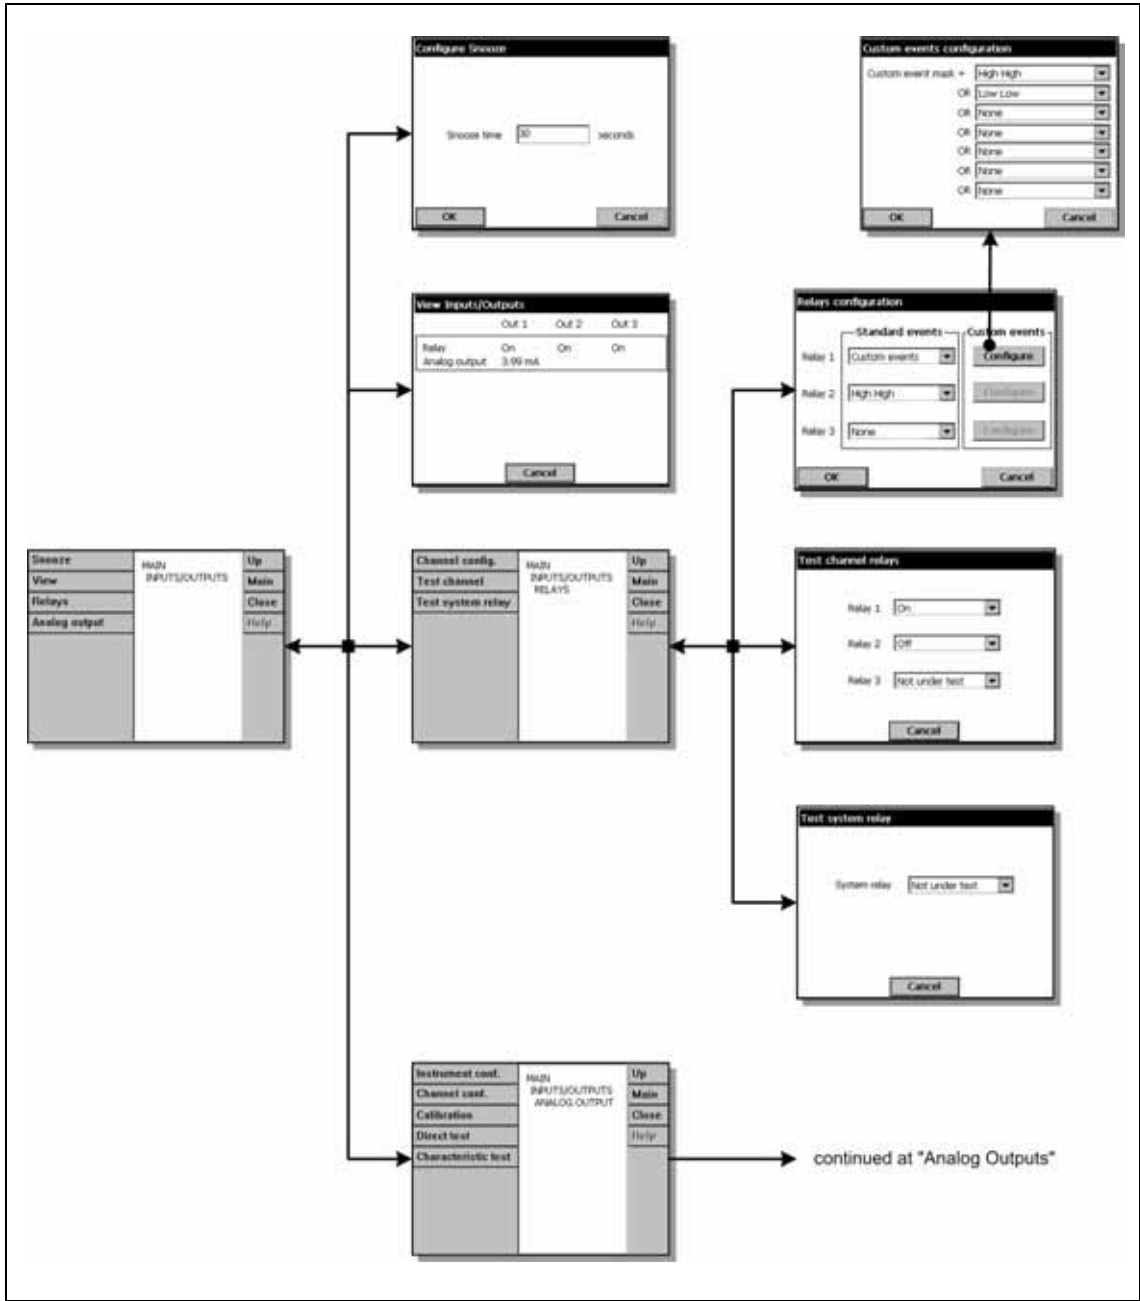 Configure Snooze
Snooze time 30 seconds
OK Cancel
Custom events configuration
Custom event mask = High High
OR Low Low
OR None
OR None
OR None
OR None
OR None
OK Cancel
View Inputs/Outputs
Out 1 Out 2 Out 3
Relay On On On
Analog output 3.99 mA
Cancel
Relays configuration
Standard events Custom events
Relay 1 Custom events Configure
Relay 2 High High Configure
Relay 3 None Configure
OK Cancel
Snooze
View
Relays
Analog output
MAIN
INPUTS/OUTPUTS
Up
Main
Close
Help
Channel config.
Test channel
Test system relay
MAIN
INPUTS/OUTPUTS
RELAYS
Up
Main
Close
Help
Test channel relays
Relay 1 On
Relay 2 Off
Relay 3 Not under test
Cancel
Test system relay
System relay Not under test
Cancel
Instrument conf.
Channel conf.
Calibration
Direct test
Characteristic test
MAIN
INPUTS/OUTPUTS
ANALOG OUTPUT
Up
Main
Close
Help
continued at "Analog Outputs"